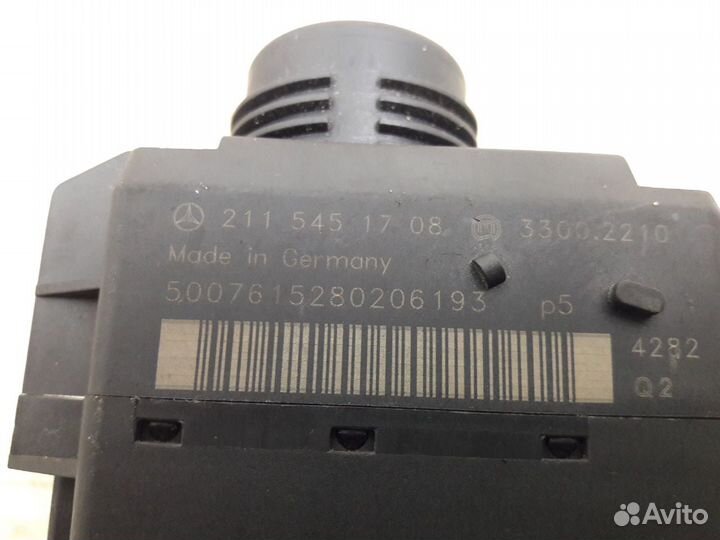 211 545 17 08 3300.2210
Made in Germany
5007615280206193 p5
4282
Q2
Avito